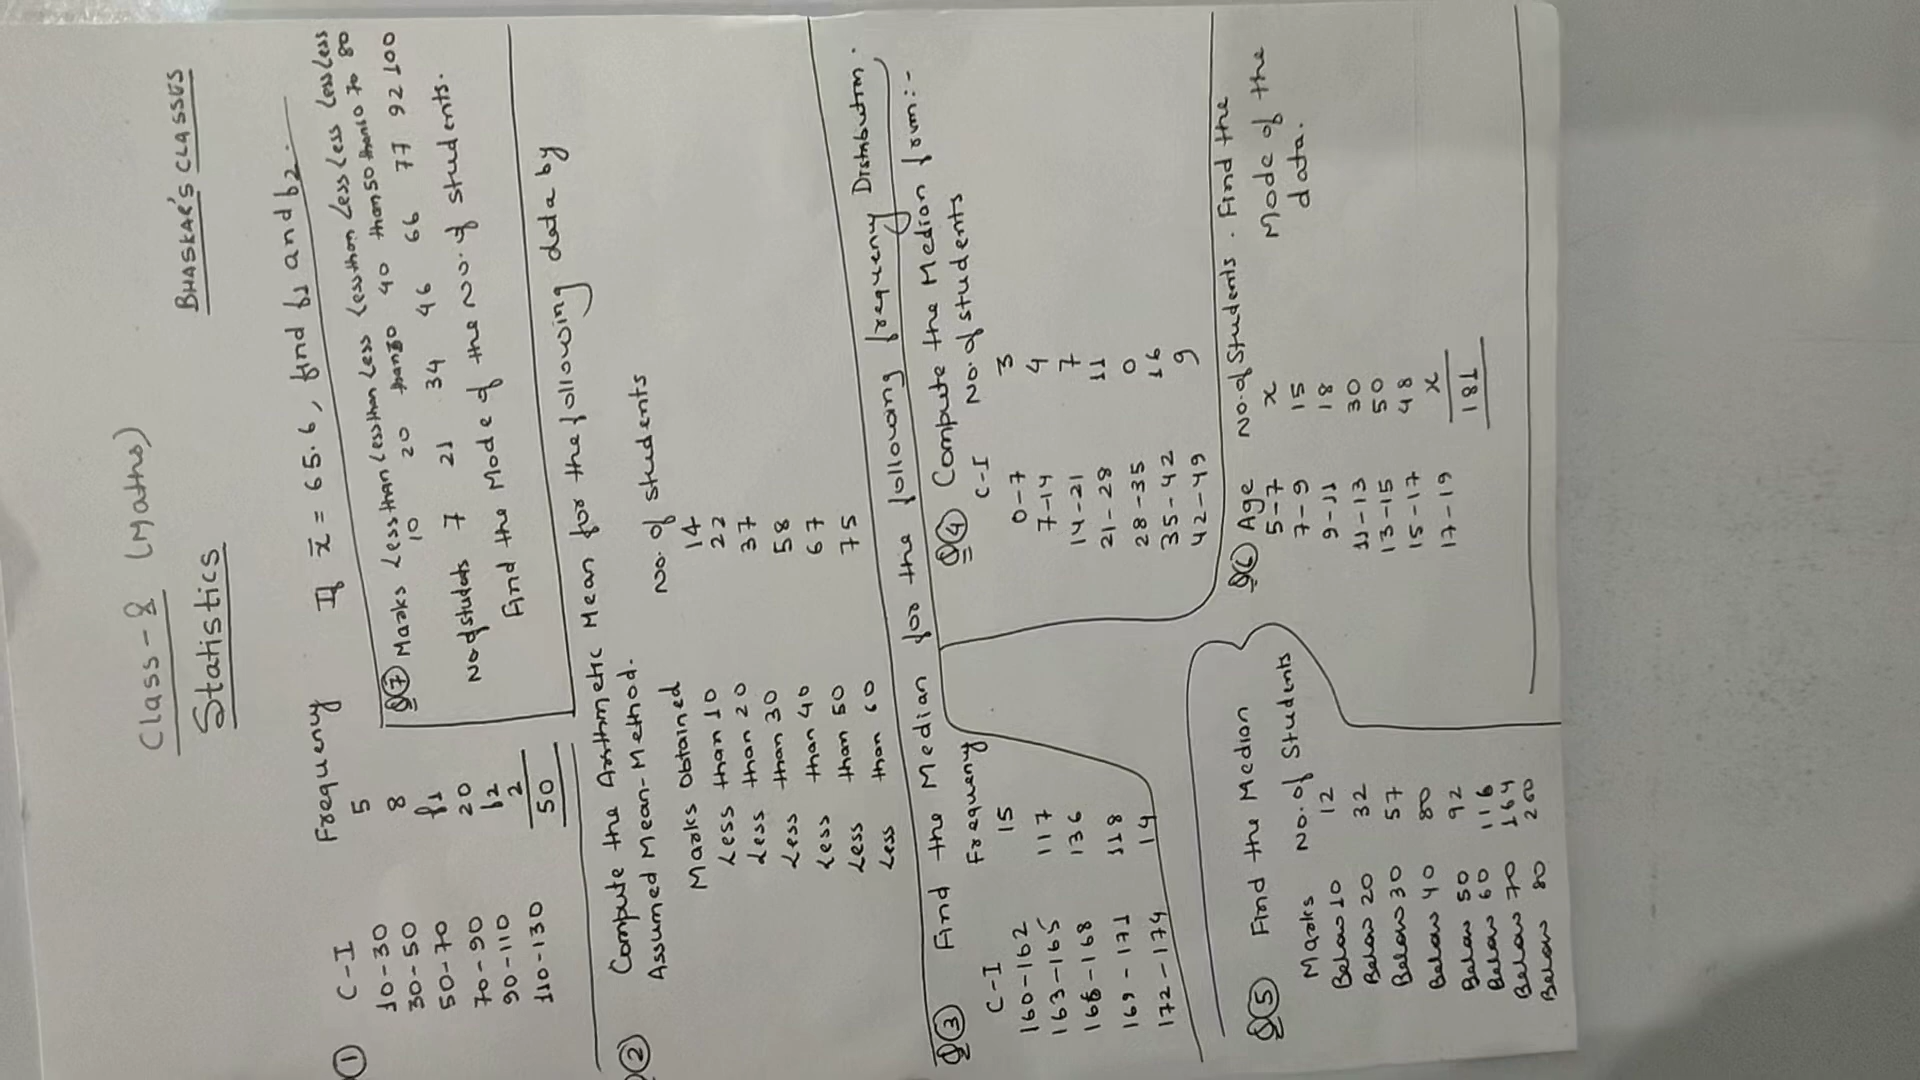 Class-8 (Maths)
BHASKAR'S CLASSES
Statistics
① C-I Frequency If x̄ = 65.6, find f1 and f2.
10-30 5
30-50 8
50-70 f1
70-90 20
90-110 f2
110-130 2
50
Q⑦ Marks Less than Less than Less than Less than Less than Less Less Less
10 20 than 30 40 than 50 than 60 70 80
No of students 7 21 34 46 66 77 92 100
Find the Mode of the No. of students.
② Compute the Arithmetic Mean for the following data by
Assumed Mean-Method.
Marks Obtained No. of students
Less than 10 14
Less than 20 22
Less than 30 37
Less than 40 58
Less than 50 67
Less than 60 75
Q③ Find the Median for the following frequency Distribution.
C-I Frequency
160-162 15
163-165 117
166-168 136
169-171 118
172-174 14
Q④ Compute the Median from:-
C-I No. of students
0-7 3
7-14 4
14-21 7
21-28 11
28-35 0
35-42 16
42-49 9
Q⑤ Find the Median
Marks No. of Students
Below 10 12
Below 20 32
Below 30 57
Below 40 80
Below 50 92
Below 60 116
Below 70 164
Below 80 200
Q⑥ Age No. of Students. Find the
5-7 x Mode of the
7-9 15 data.
9-11 18
11-13 30
13-15 50
15-17 48
17-19 x
181